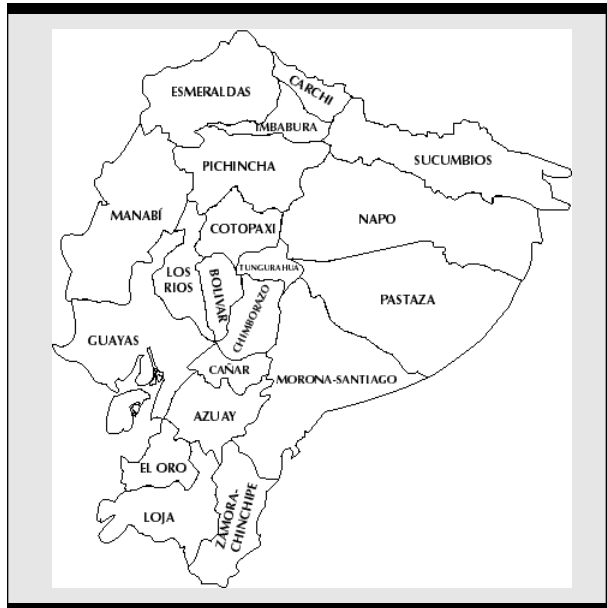 ESMERALDAS
CARCHI
IMBABURA
SUCUMBIOS
PICHINCHA
MANABÍ
NAPO
COTOPAXI
LOS
RIOS
BOLIVAR
TUNGURAHUA
CHIMBORAZO
PASTAZA
GUAYAS
CAÑAR
MORONA-SANTIAGO
AZUAY
EL ORO
LOJA
ZAMORA-
CHINCHIPE